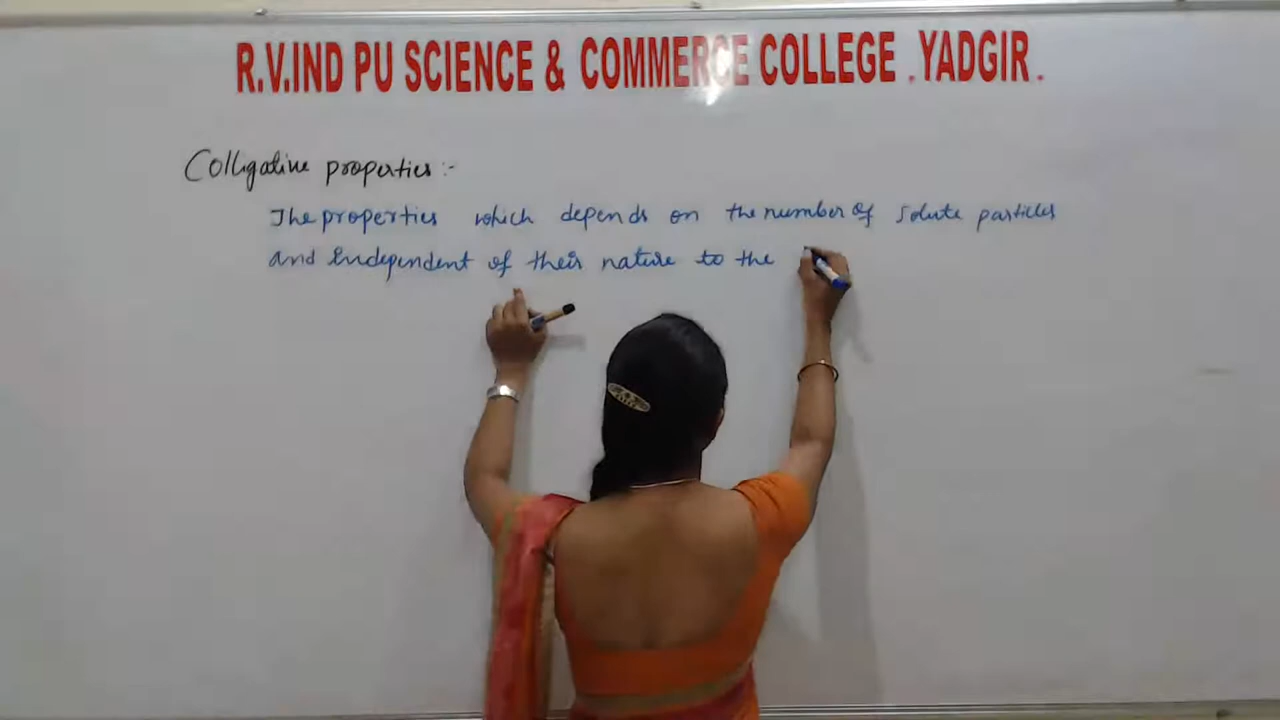 R.V.IND PU SCIENCE & COMMERCE COLLEGE . YADGIR .
Colligative properties :-
The properties which depends on the number of solute particles
and independent of their nature to the